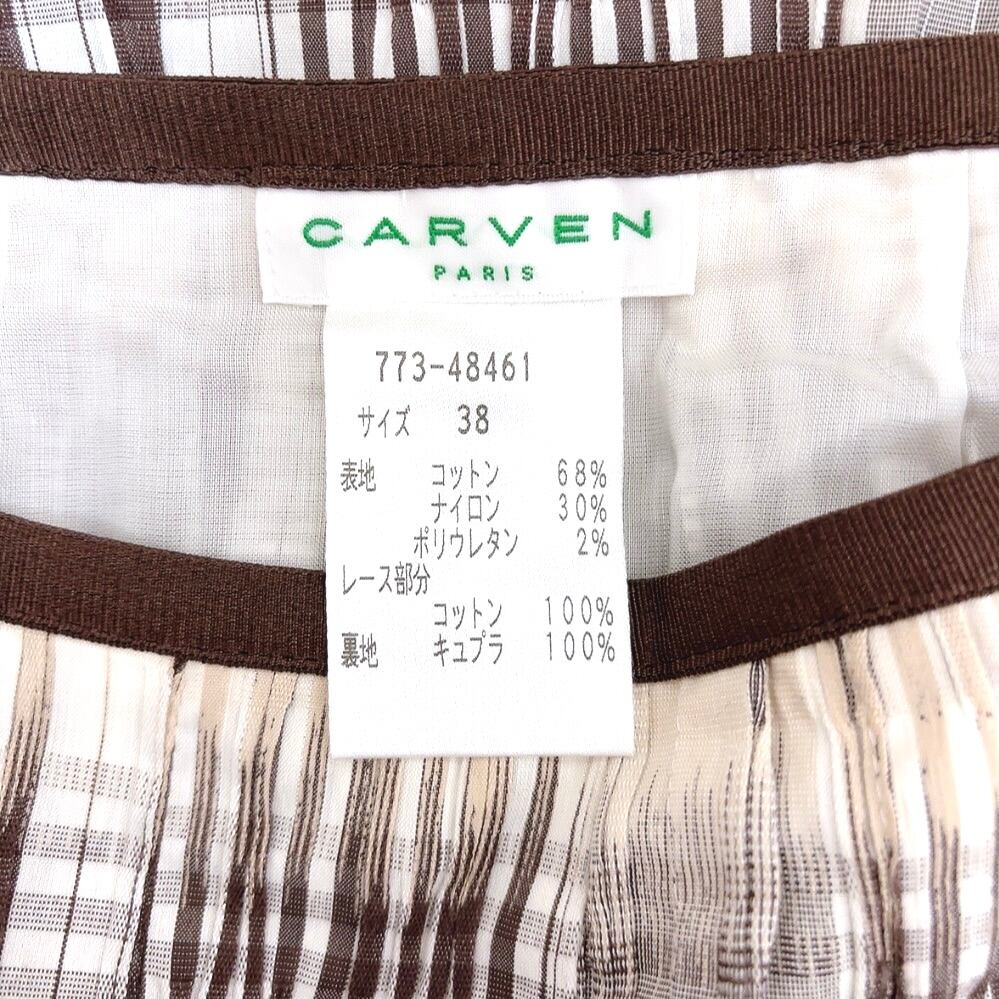 CARVEN
PARIS
773-48461
サイズ 38
表地 コットン 68%
ナイロン 30%
ポリウレタン 2%
レース部分
コットン 100%
裏地 キュプラ 100%